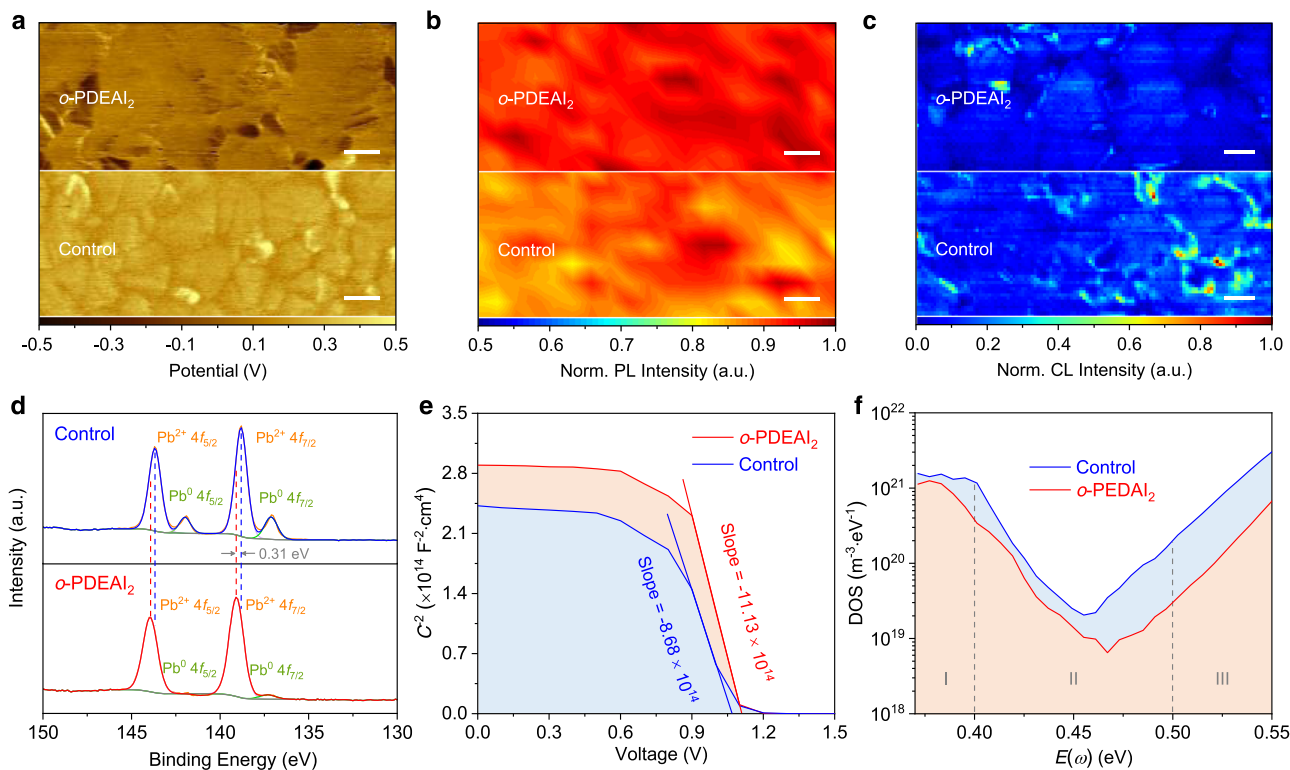 a
o-PDEAI₂
Control
-0.5 -0.3 -0.1 0.1 0.3 0.5
Potential (V)
b
o-PDEAI₂
Control
0.5 0.6 0.7 0.8 0.9 1.0
Norm. PL Intensity (a.u.)
c
o-PDEAI₂
Control
0.0 0.2 0.4 0.6 0.8 1.0
Norm. CL Intensity (a.u.)
d
Control
Pb²⁺ 4f₅/₂
Pb²⁺ 4f₇/₂
Pb⁰ 4f₅/₂
Pb⁰ 4f₇/₂
0.31 eV
o-PDEAI₂
Pb²⁺ 4f₅/₂
Pb²⁺ 4f₇/₂
Pb⁰ 4f₅/₂
Pb⁰ 4f₇/₂
Intensity (a.u.)
150 145 140 135 130
Binding Energy (eV)
e
3.5
2.8
2.1
1.4
0.7
0.0
C⁻² (×10¹⁴ F⁻²·cm⁴)
o-PDEAI₂
Control
Slope = -11.13 × 10¹⁴
Slope = -8.68 × 10¹⁴
0.0 0.3 0.6 0.9 1.2 1.5
Voltage (V)
f
10²²
10²¹
10²⁰
10¹⁹
10¹⁸
DOS (m⁻³·eV⁻¹)
Control
o-PEDAI₂
I
II
III
0.40 0.45 0.50 0.55
E(ω) (eV)